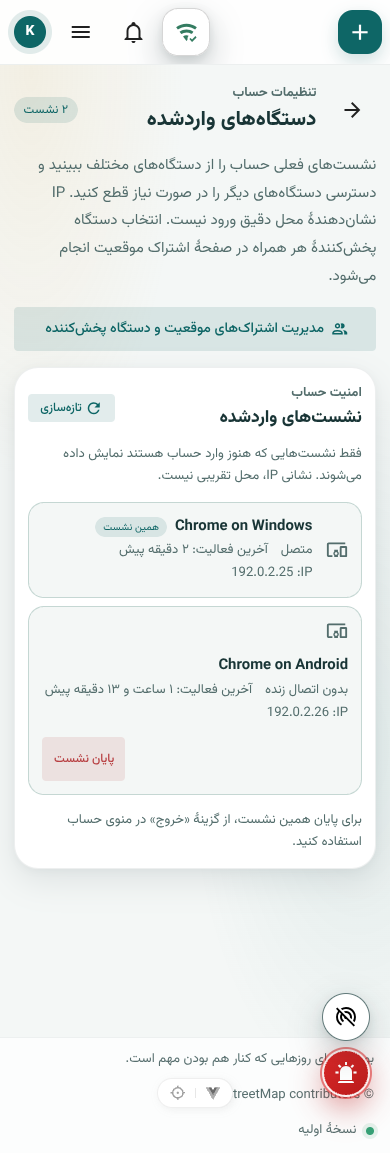 K
تنظیمات حساب
دستگاه‌های واردشده
۲ نشست
نشست‌های فعلی حساب را از دستگاه‌های مختلف ببینید و
دسترسی دستگاه‌های دیگر را در صورت نیاز قطع کنید. IP
نشان‌دهندهٔ محل دقیق ورود نیست. انتخاب دستگاه
پخش‌کنندهٔ هر همراه در صفحهٔ اشتراک موقعیت انجام
می‌شود.
مدیریت اشتراک‌های موقعیت و دستگاه پخش‌کننده
امنیت حساب
نشست‌های واردشده
تازه‌سازی
فقط نشست‌هایی که هنوز وارد حساب هستند نمایش داده
می‌شوند. نشانی IP، محل تقریبی نیست.
Chrome on Windows همین نشست
متصل آخرین فعالیت: ۲ دقیقه پیش
IP: 192.0.2.25
Chrome on Android
بدون اتصال زنده آخرین فعالیت: ۱ ساعت و ۱۳ دقیقه پیش
IP: 192.0.2.26
پایان نشست
برای پایان همین نشست، از گزینهٔ «خروج» در منوی حساب
استفاده کنید.
روزهایی که کنار هم بودن مهم است.
©
نسخهٔ اولیه